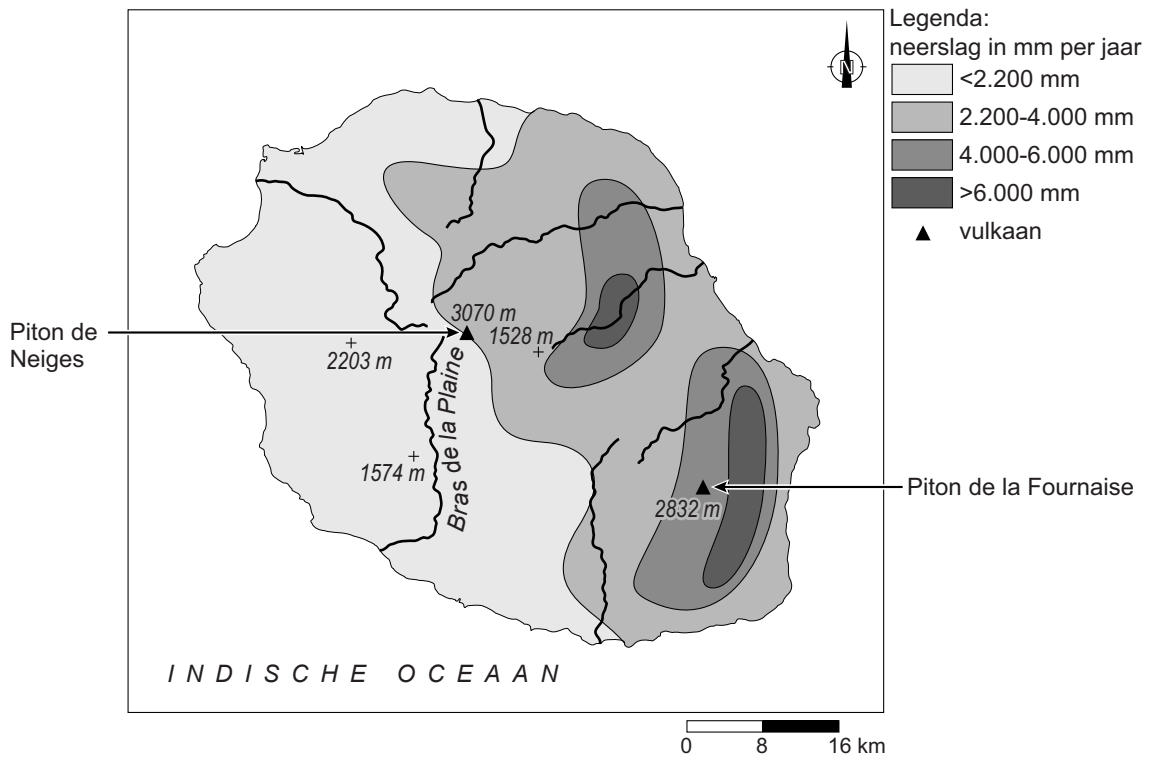 Legenda:
neerslag in mm per jaar
<2.200 mm
2.200-4.000 mm
4.000-6.000 mm
>6.000 mm
vulkaan
N
3070 m
1528 m
Piton de
Neiges
2203 m
Bras de la Plaine
1574 m
Piton de la Fournaise
2832 m
INDISCHE OCEAAN
0 8 16 km